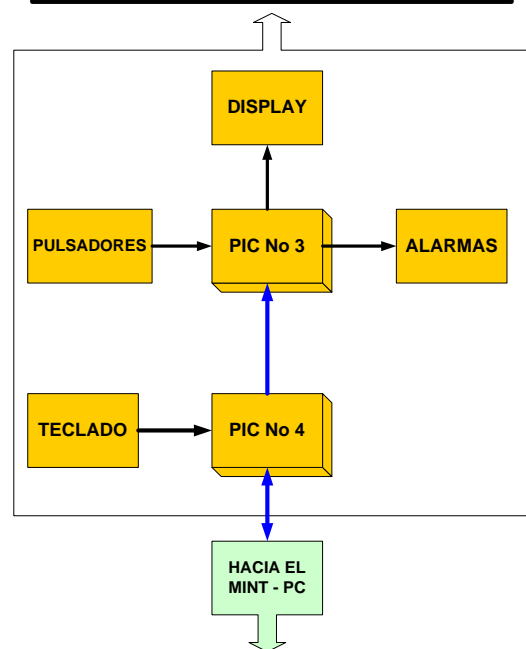 DISPLAY
PULSADORES
PIC No 3
ALARMAS
TECLADO
PIC No 4
HACIA EL
MINT - PC